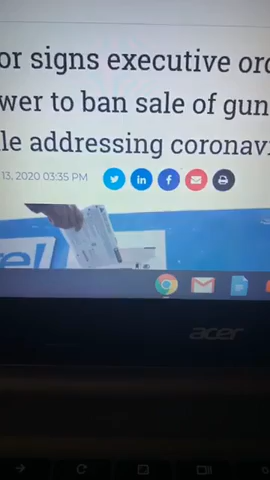 or signs executive or
wer to ban sale of gun
le addressing coronav
13, 2020 03:35 PM
in
f
acer